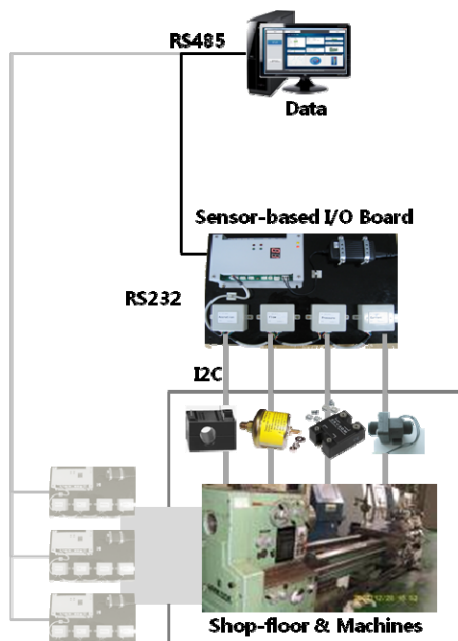 RS485
Data
Sensor-based I/O Board
RS232
I2C
Shop-floor & Machines